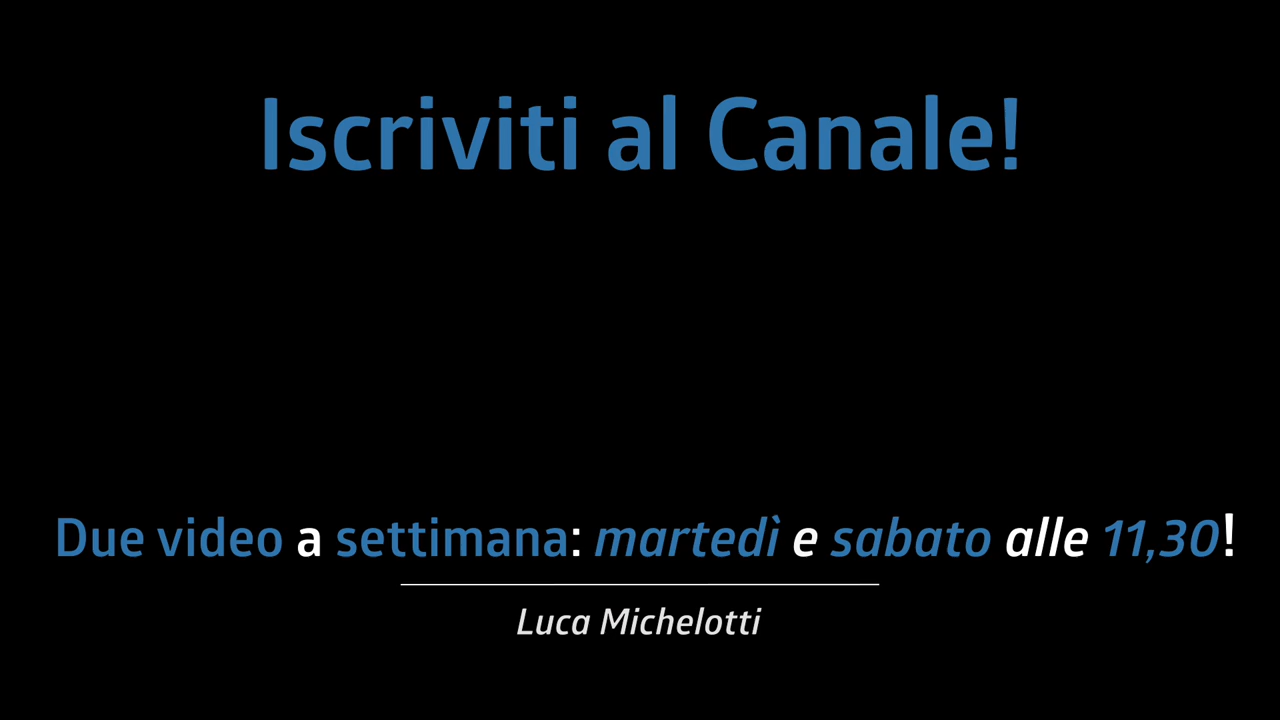 Iscriviti al Canale!
Due video a settimana: martedì e sabato alle 11,30!
Luca Michelotti